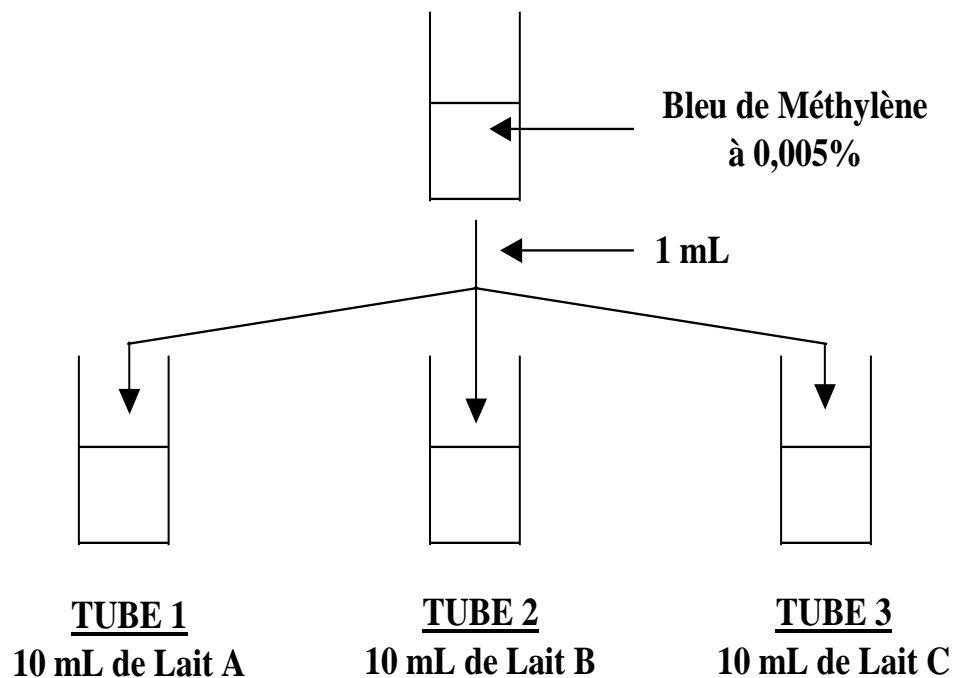 Bleu de Méthylène
à 0,005%
1 mL
TUBE 1
10 mL de Lait A
TUBE 2
10 mL de Lait B
TUBE 3
10 mL de Lait C